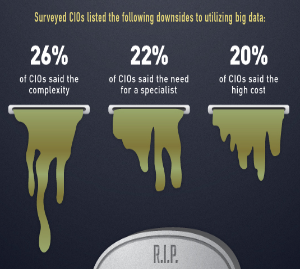 Surveyed CIOs listed the following downsides to utilizing big data:
26% 22% 20%
of CIOs said the complexity
of CIOs said the need for a specialist
of CIOs said the high cost
R.I.P.